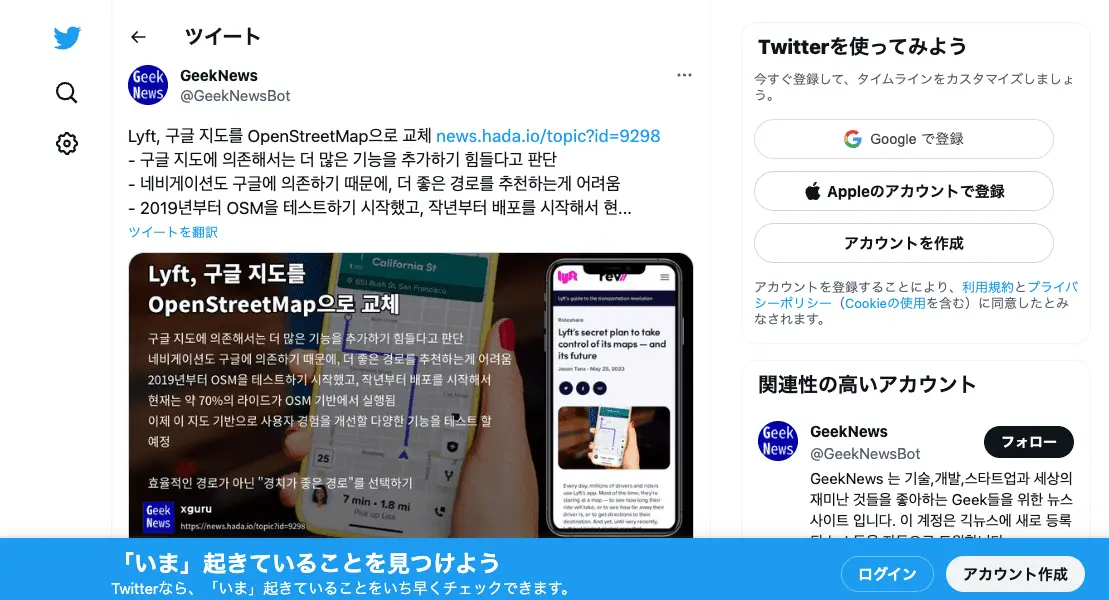 ツイート
GeekNews
@GeekNewsBot
Lyft, 구글 지도를 OpenStreetMap으로 교체 news.hada.io/topic?id=9298
- 구글 지도에 의존해서는 더 많은 기능을 추가하기 힘들다고 판단
- 네비게이션도 구글에 의존하기 때문에, 더 좋은 경로를 추천하는게 어려움
- 2019년부터 OSM을 테스트하기 시작했고, 작년부터 배포를 시작해서 현...
ツイートを翻訳
Geek
News
Lyft, 구글 지도를
OpenStreetMap으로 교체
구글 지도에 의존해서는 더 많은 기능을 추가하기 힘들다고 판단
네비게이션도 구글에 의존하기 때문에, 더 좋은 경로를 추천하는게 어려움
2019년부터 OSM을 테스트하기 시작했고, 작년부터 배포를 시작해서
현재는 약 70%의 라이드가 OSM 기반에서 실행됨
이제 이 지도 기반으로 사용자 경험을 개선할 다양한 기능을 테스트 할
예정
효율적인 경로가 아닌 "경치가 좋은 경로"를 선택하기
Geek
News
xguru
https://news.hada.io/topic?id=9298
California St
651 Bush St, San Francisco
25
7 min • 1.8 mi
Pick up Liss
lyft
rev//
Lyft's guide to the transportation revolution
Rideshare
Lyft's secret plan to take
control of its maps — and
its future
Jason Tanz - May 25, 2023
Every day, millions of drivers and riders
use Lyft's app. Most of the time, they're
staring at a map — to see how long their
ride will take, or to see how far away their
driver is, or to get directions to their
destination. And yet, until very recently,
Twitterを使ってみよう
今すぐ登録して、タイムラインをカスタマイズしましょ
う。
Google で登録
Appleのアカウントで登録
アカウントを作成
アカウントを登録することにより、利用規約とプライバ
シーポリシー（Cookieの使用を含む）に同意したとみ
なされます。
関連性の高いアカウント
Geek
News
GeekNews
@GeekNewsBot
フォロー
GeekNews 는 기술,개발,스타트업과 세상의
재미난 것들을 좋아하는 Geek들을 위한 뉴스
사이트 입니다. 이 계정은 긱뉴스에 새로 등록
「いま」起きていることを見つけよう
Twitterなら、「いま」起きていることをいち早くチェックできます。
ログイン
アカウント作成